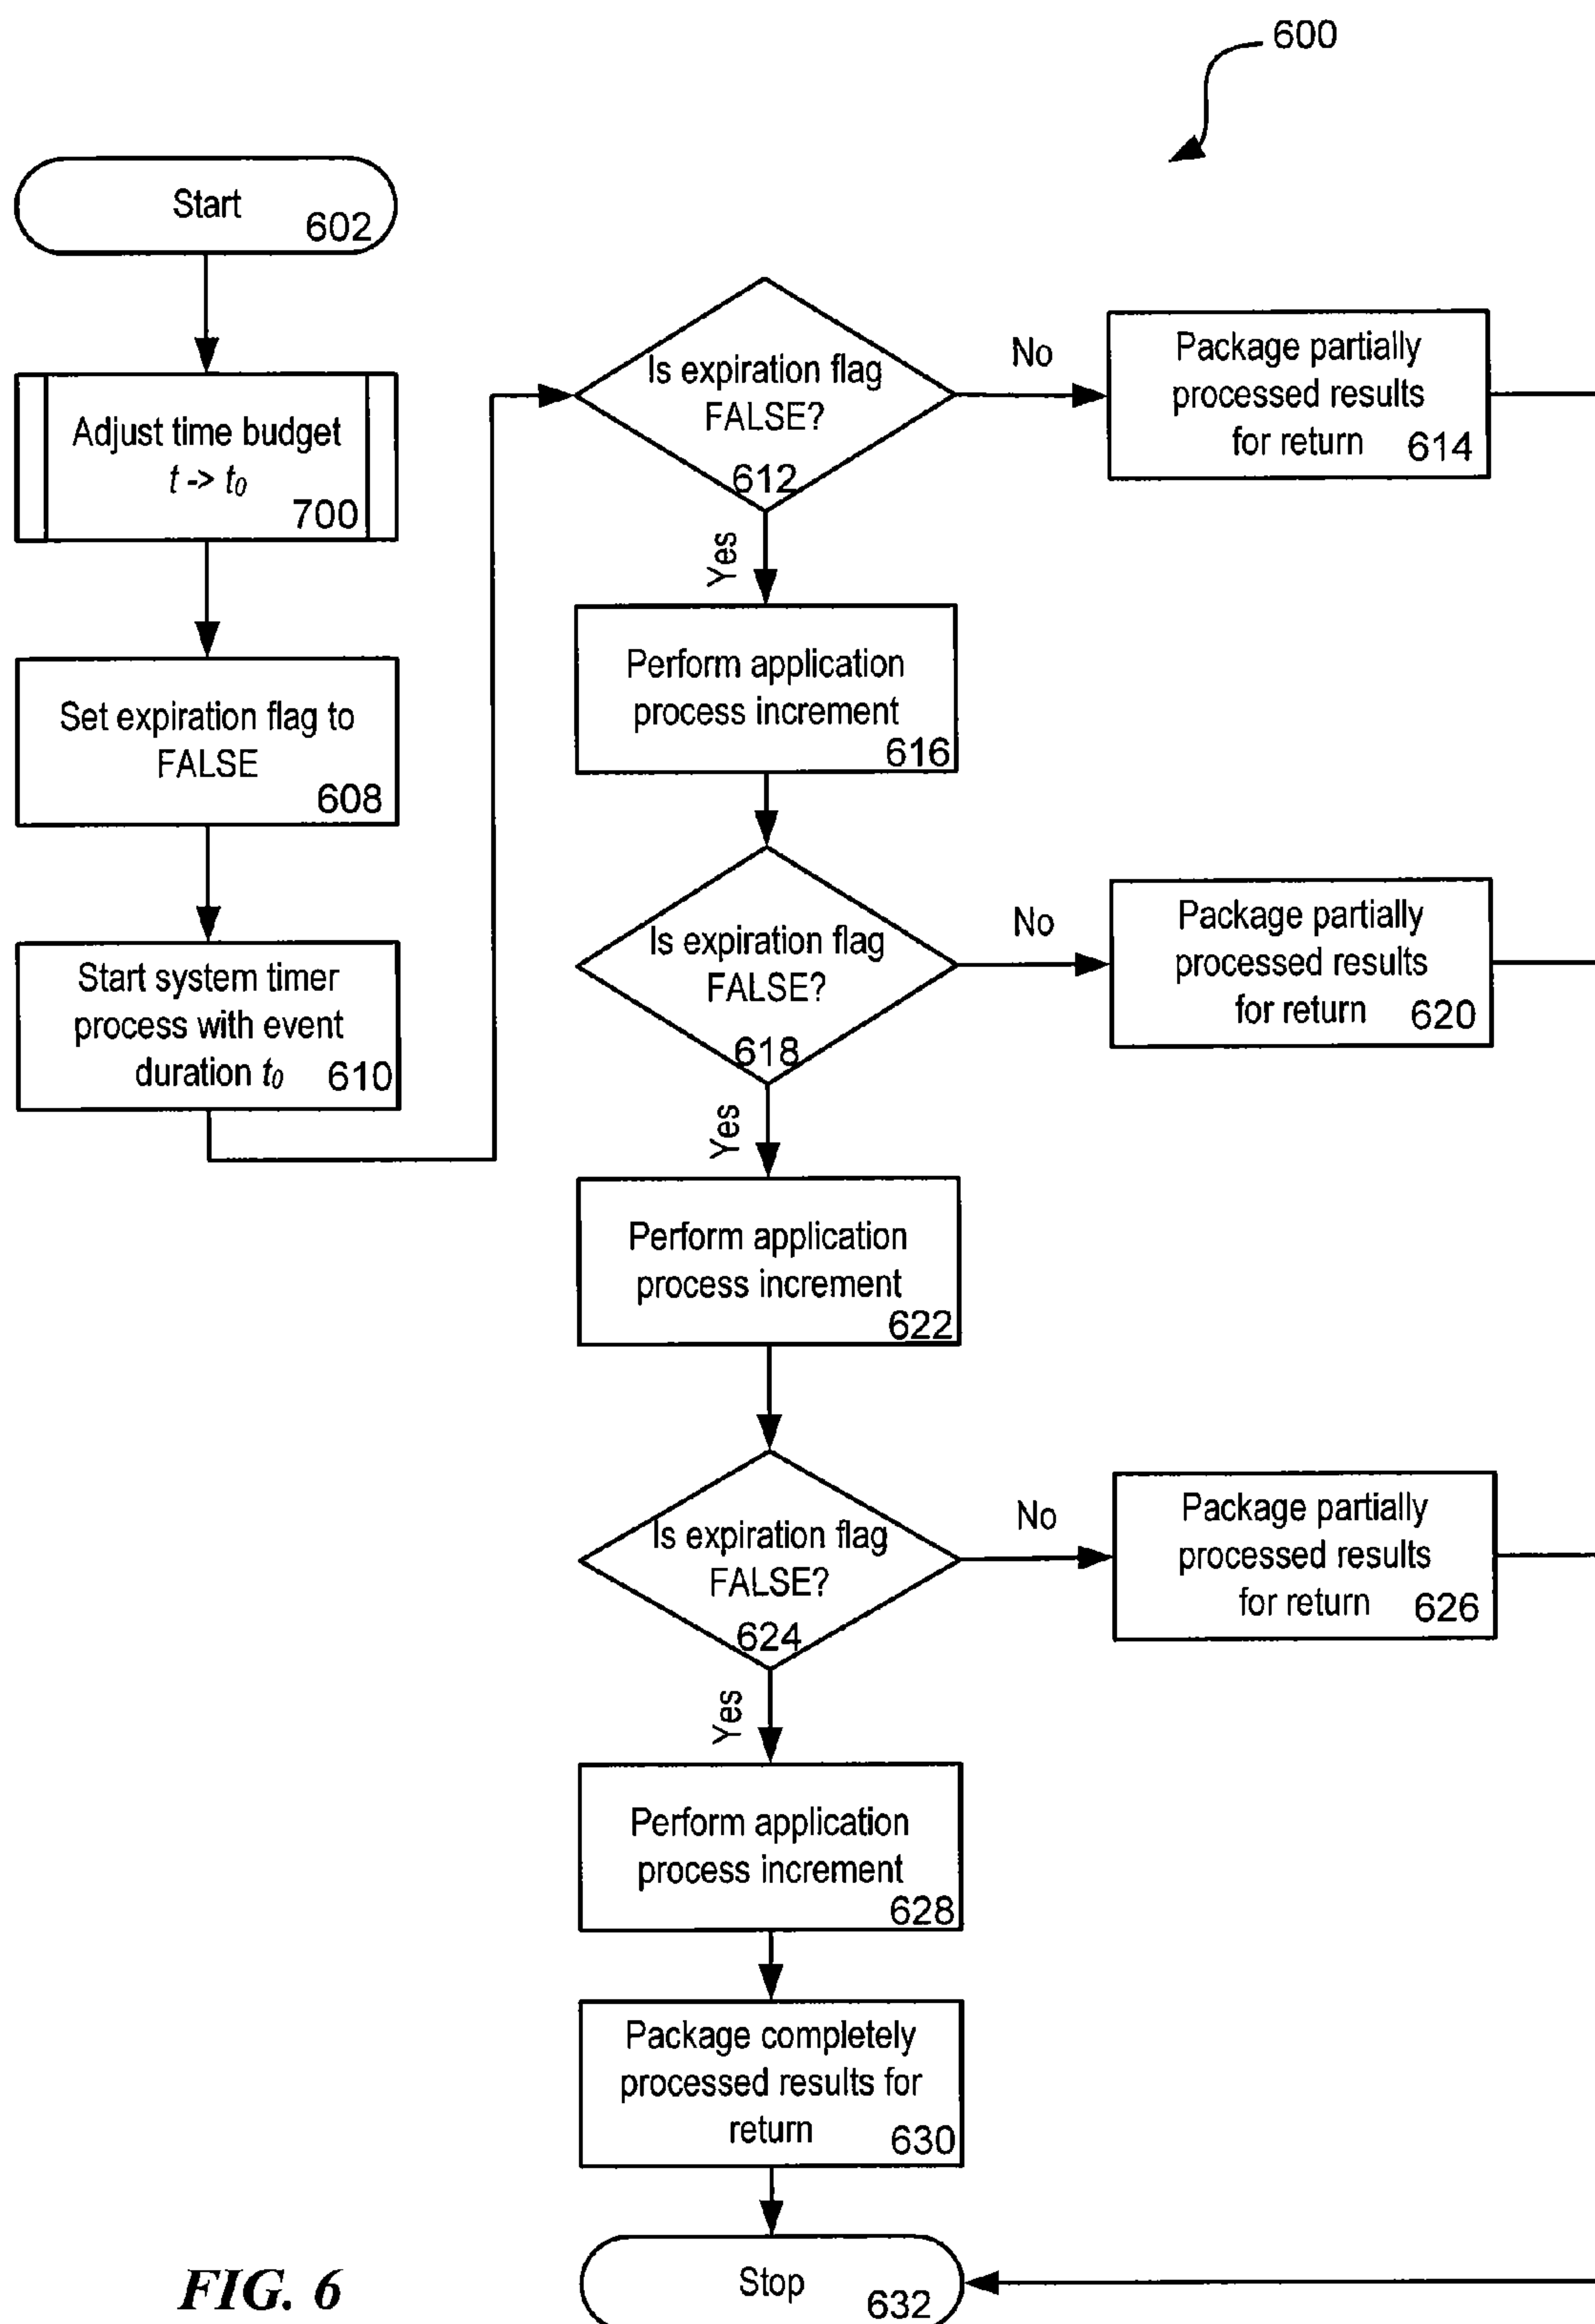 600
Start
602
Adjust time budget
t -> t0
700
Set expiration flag to
FALSE
608
Start system timer
process with event
duration t0 610
Is expiration flag
FALSE?
612
No
Package partially
processed results
for return 614
Yes
Perform application
process increment
616
Is expiration flag
FALSE?
618
No
Package partially
processed results
for return 620
Yes
Perform application
process increment
622
Is expiration flag
FALSE?
624
No
Package partially
processed results
for return 626
Yes
Perform application
process increment
628
Package completely
processed results for
return 630
Stop
632
FIG. 6